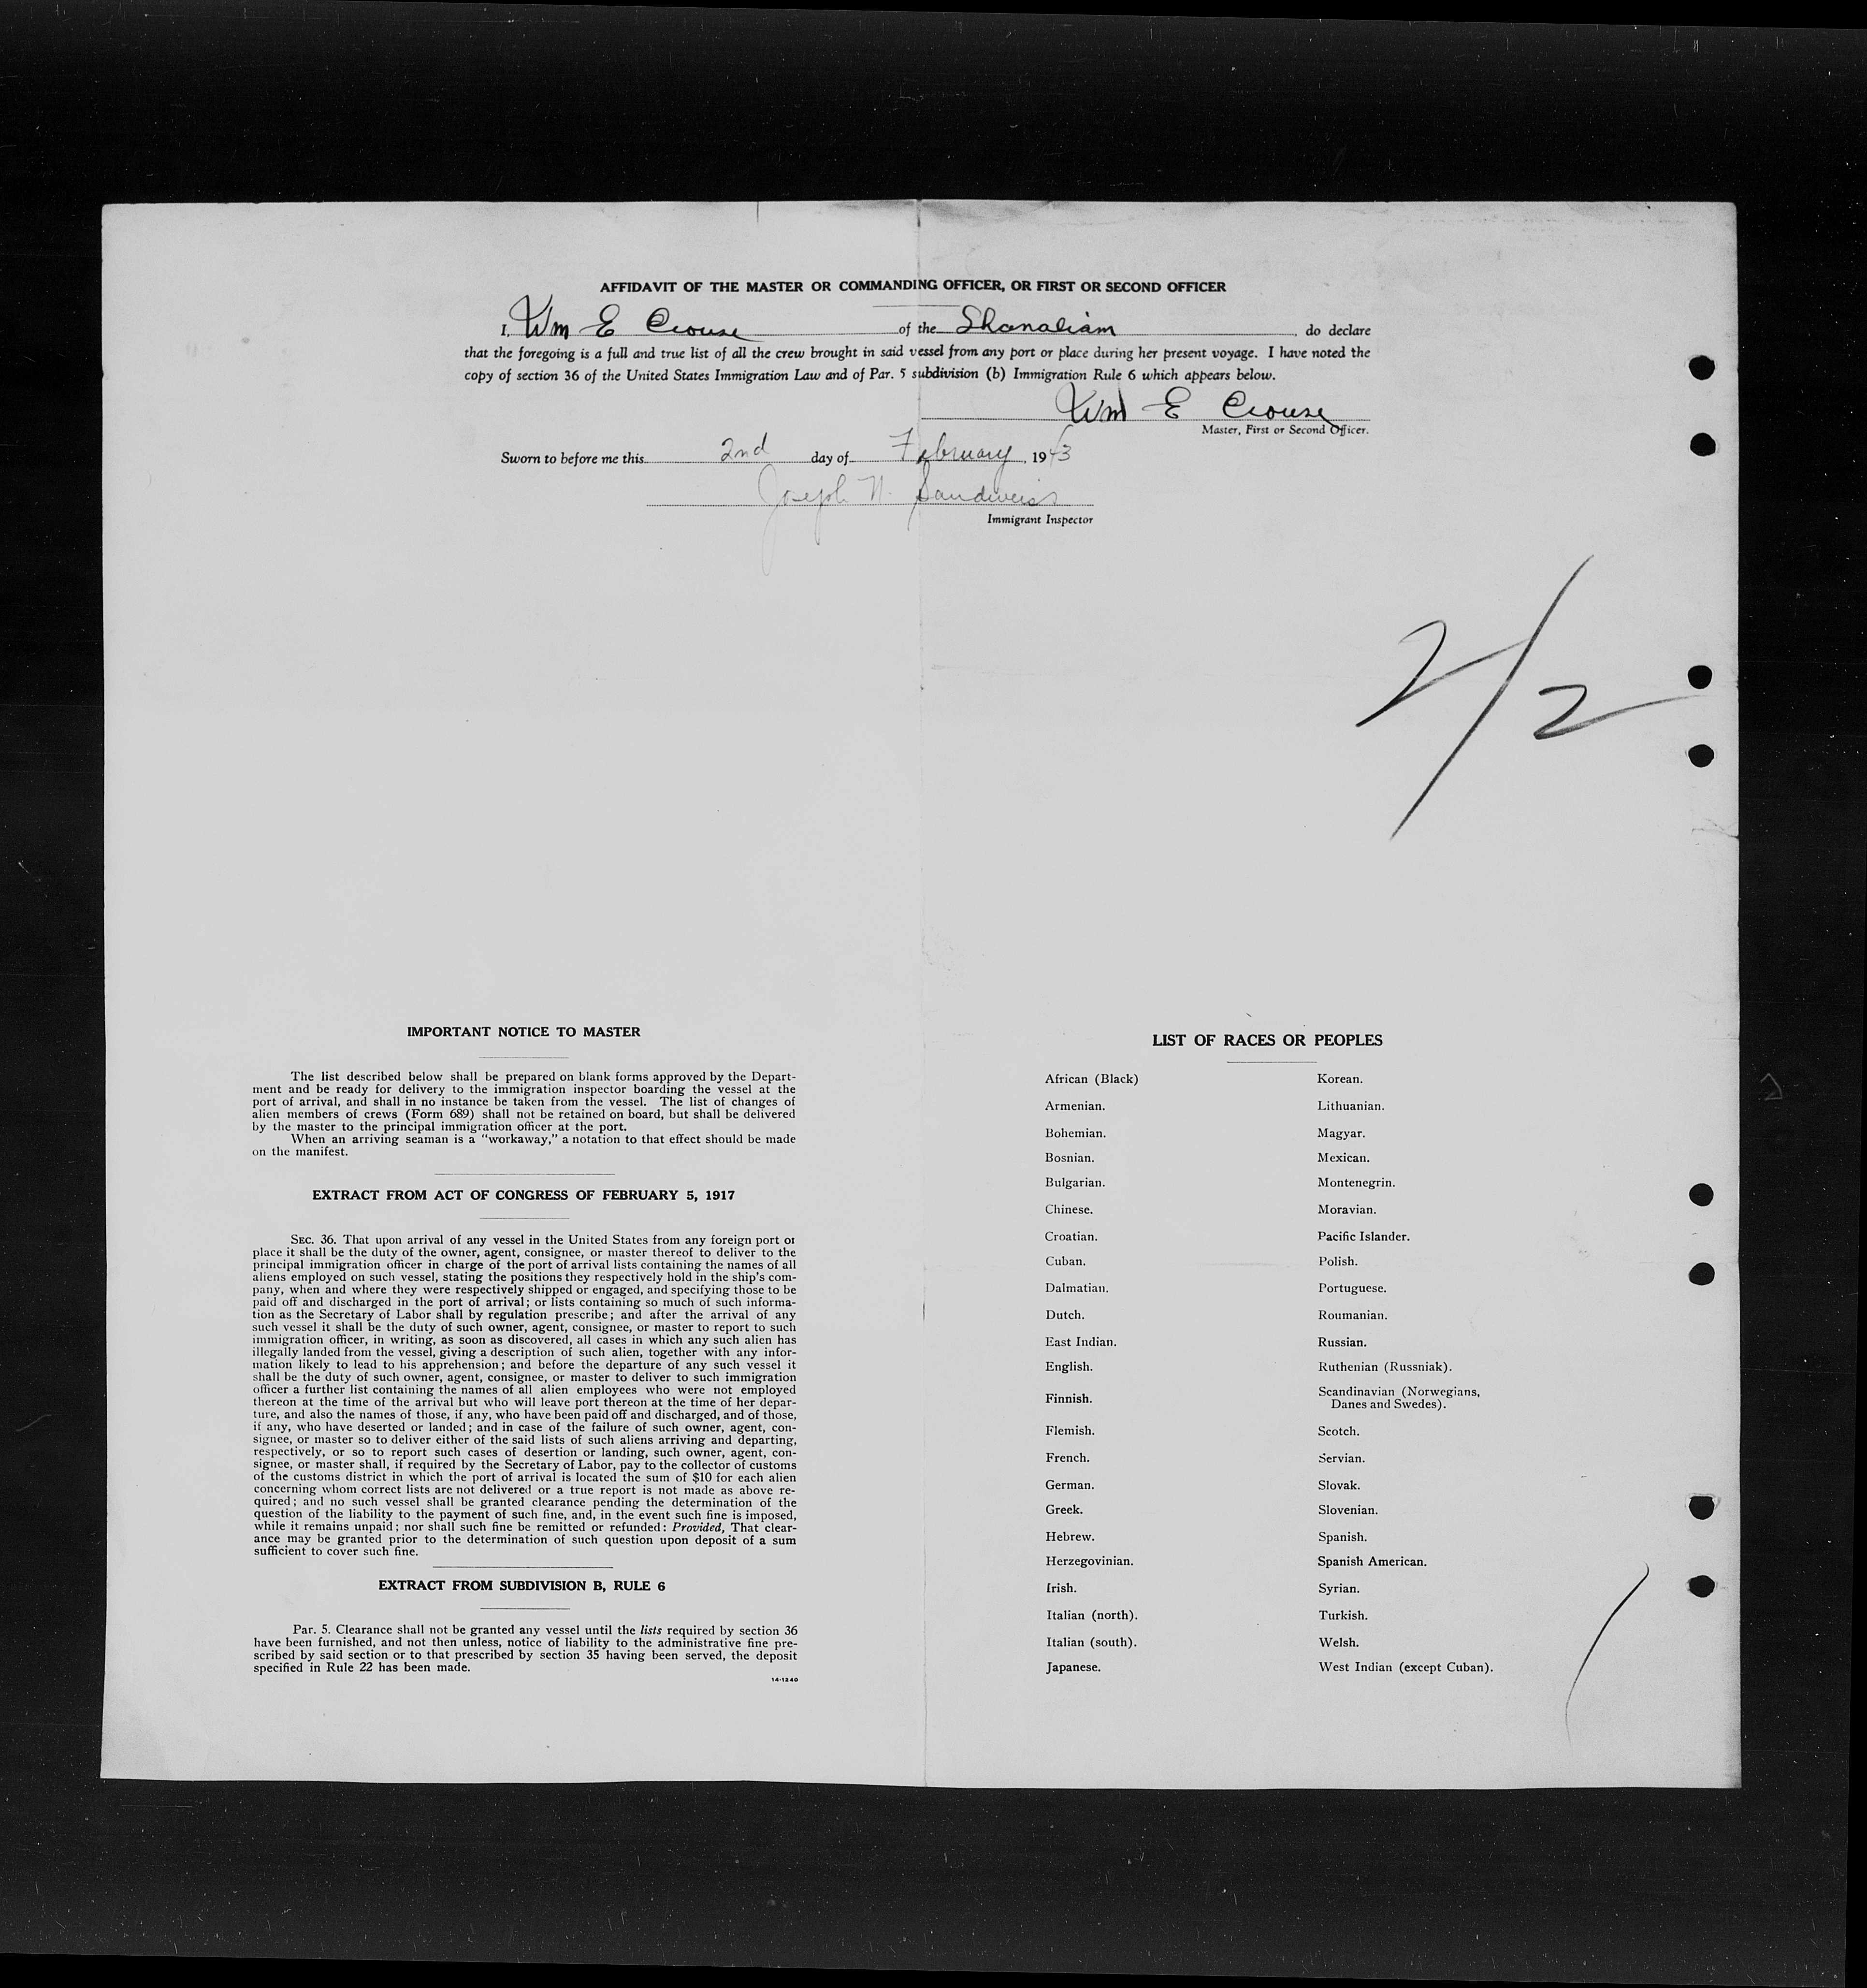 AFFIDAVIT OF THE MASTER OR COMMANDING OFFICER, OR FIRST OR SECOND OFFICER
I, Wm E Crouse of the Shanaliam, do declare
that the foregoing is a full and true list of all the crew brought in said vessel from any port or place during her present voyage. I have noted the
copy of section 36 of the United States Immigration Law and of Par. 5 subdivision (b) Immigration Rule 6 which appears below.
Wm E Crouse
Master, First or Second Officer.
Sworn to before me this 2nd day of February, 1943
Joseph N. Sandweiss
Immigrant Inspector
2/2
IMPORTANT NOTICE TO MASTER
The list described below shall be prepared on blank forms approved by the Depart-
ment and be ready for delivery to the immigration inspector boarding the vessel at the
port of arrival, and shall in no instance be taken from the vessel. The list of changes of
alien members of crews (Form 689) shall not be retained on board, but shall be delivered
by the master to the principal immigration officer at the port.
When an arriving seaman is a "workaway," a notation to that effect should be made
on the manifest.
EXTRACT FROM ACT OF CONGRESS OF FEBRUARY 5, 1917
SEC. 36. That upon arrival of any vessel in the United States from any foreign port or
place it shall be the duty of the owner, agent, consignee, or master thereof to deliver to the
principal immigration officer in charge of the port of arrival lists containing the names of all
aliens employed on such vessel, stating the positions they respectively hold in the ship's com-
pany, when and where they were respectively shipped or engaged, and specifying those to be
paid off and discharged in the port of arrival; or lists containing so much of such informa-
tion as the Secretary of Labor shall by regulation prescribe; and after the arrival of any
such vessel it shall be the duty of such owner, agent, consignee, or master to report to such
immigration officer, in writing, as soon as discovered, all cases in which any such alien has
illegally landed from the vessel, giving a description of such alien, together with any infor-
mation likely to lead to his apprehension; and before the departure of any such vessel it
shall be the duty of such owner, agent, consignee, or master to deliver to such immigration
officer a further list containing the names of all alien employees who were not employed
thereon at the time of the arrival but who will leave port thereon at the time of her depar-
ture, and also the names of those, if any, who have been paid off and discharged, and of those,
if any, who have deserted or landed; and in case of the failure of such owner, agent, con-
signee, or master so to deliver either of the said lists of such aliens arriving and departing,
respectively, or so to report such cases of desertion or landing, such owner, agent, con-
signee, or master shall, if required by the Secretary of Labor, pay to the collector of customs
of the customs district in which the port of arrival is located the sum of $10 for each alien
concerning whom correct lists are not delivered or a true report is not made as above re-
quired; and no such vessel shall be granted clearance pending the determination of the
question of the liability to the payment of such fine, and, in the event such fine is imposed,
while it remains unpaid; nor shall such fine be remitted or refunded: Provided, That clear-
ance may be granted prior to the determination of such question upon deposit of a sum
sufficient to cover such fine.
EXTRACT FROM SUBDIVISION B, RULE 6
Par. 5. Clearance shall not be granted any vessel until the lists required by section 36
have been furnished, and not then unless, notice of liability to the administrative fine pre-
scribed by said section or to that prescribed by section 35 having been served, the deposit
specified in Rule 22 has been made.
14-1240
LIST OF RACES OR PEOPLES
African (Black)
Armenian.
Bohemian.
Bosnian.
Bulgarian.
Chinese.
Croatian.
Cuban.
Dalmatian.
Dutch.
East Indian.
English.
Finnish.
Flemish.
French.
German.
Greek.
Hebrew.
Herzegovinian.
Irish.
Italian (north).
Italian (south).
Japanese.
Korean.
Lithuanian.
Magyar.
Mexican.
Montenegrin.
Moravian.
Pacific Islander.
Polish.
Portuguese.
Roumanian.
Russian.
Ruthenian (Russniak).
Scandinavian (Norwegians,
Danes and Swedes).
Scotch.
Servian.
Slovak.
Slovenian.
Spanish.
Spanish American.
Syrian.
Turkish.
Welsh.
West Indian (except Cuban).